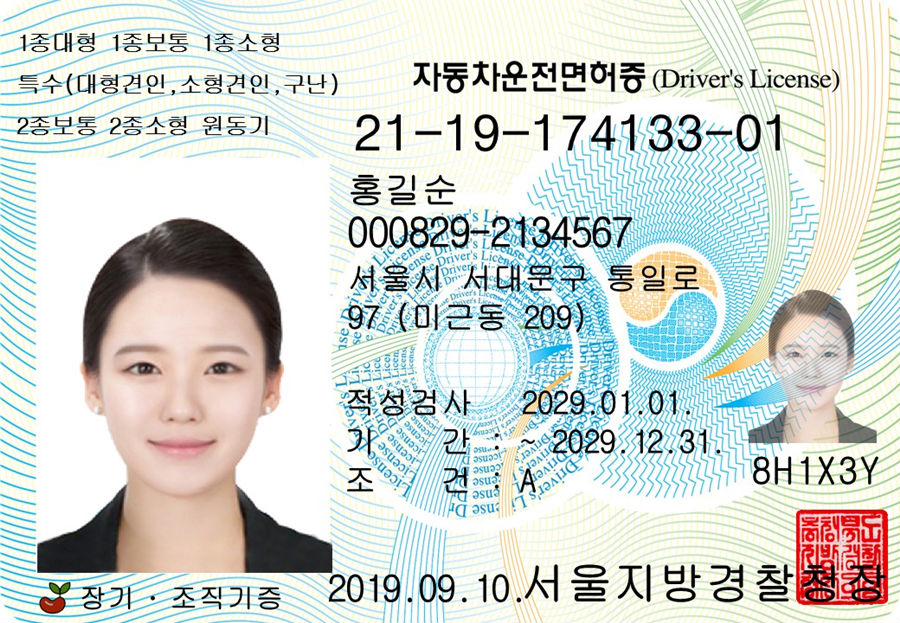 1종대형 1종보통 1종소형
특수(대형견인,소형견인,구난)
2종보통 2종소형 원동기
자동차운전면허증 (Driver's License)
21-19-174133-01
홍길순
000829-2134567
서울시 서대문구 통일로
97 (미근동 209)
적성검사 2029.01.01.
기 간 : ~ 2029.12.31.
조 건 : A
8H1X3Y
장기·조직기증
2019.09.10.서울지방경찰청장